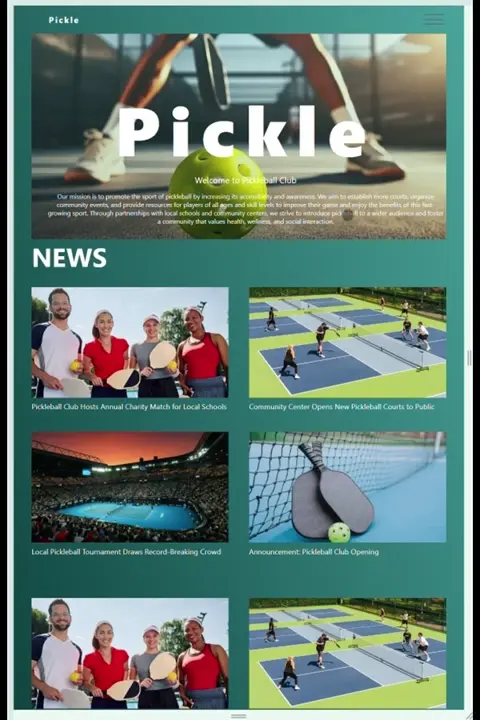 Pickle
Pickle
Welcome to Pickleball Club
Our mission is to promote the sport of pickleball by increasing its accessibility and awareness. We aim to establish more courts, organize
community events, and provide resources for players of all ages and skill levels to improve their game and enjoy the benefits of this fast-
growing sport. Through partnerships with local schools and community centers, we strive to introduce to a wider audience and foster
a community that values health, wellness, and social interaction.
NEWS
Pickleball Club Hosts Annual Charity Match for Local Schools
Community Center Opens New Pickleball Courts to Public
Local Pickleball Tournament Draws Record-Breaking Crowd
Announcement: Pickleball Club Opening